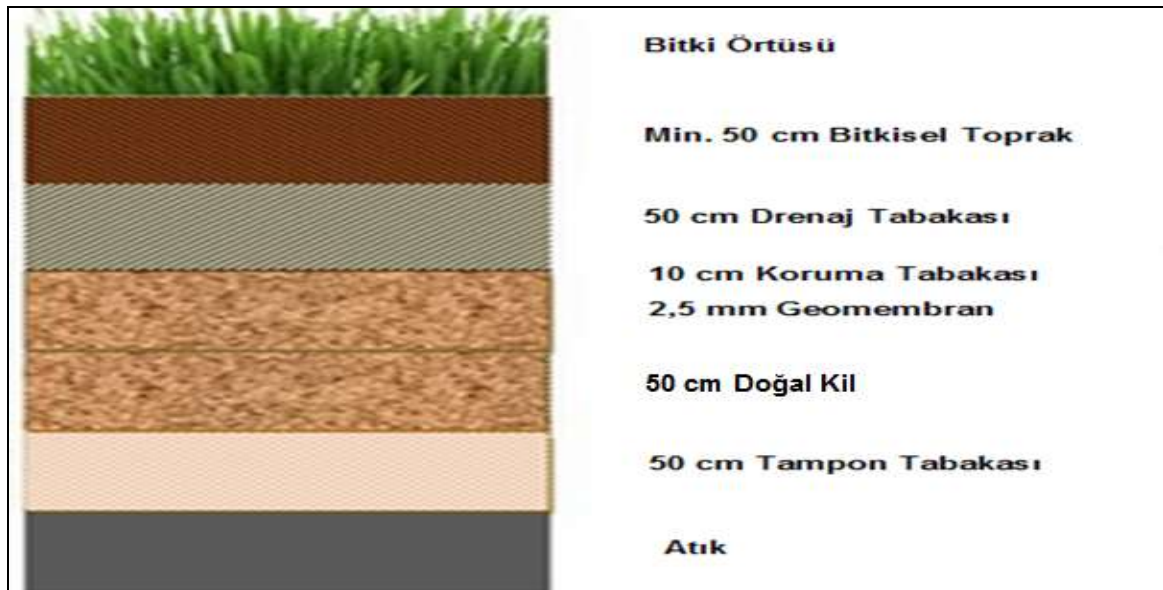 Bitki Örtüsü
Min. 50 cm Bitkisel Toprak
50 cm Drenaj Tabakası
10 cm Koruma Tabakası
2,5 mm Geomembran
50 cm Doğal Kil
50 cm Tampon Tabakası
Atık